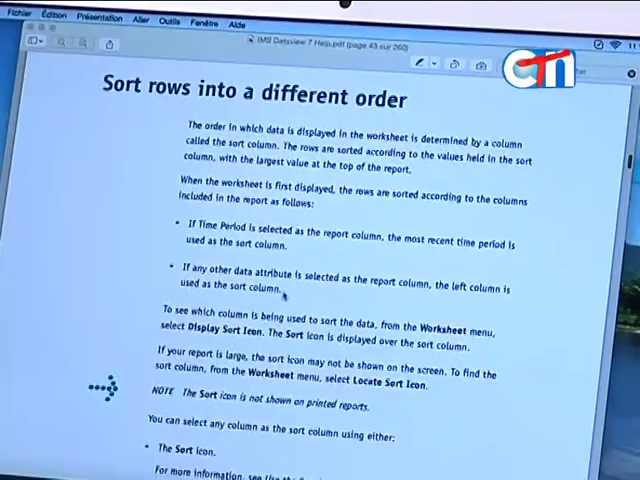 Fichier Édition Présentation Aller Outils Fenêtre Aide
IMS Dataview 7 Help.pdf (page 43 sur 260)
CTN
Sort rows into a different order
The order in which data is displayed in the worksheet is determined by a column
called the sort column. The rows are sorted according to the values held in the sort
column, with the largest value at the top of the report.
When the worksheet is first displayed, the rows are sorted according to the columns
included in the report as follows:
• If Time Period is selected as the report column, the most recent time period is
used as the sort column.
• If any other data attribute is selected as the report column, the left column is
used as the sort column.
To see which column is being used to sort the data, from the Worksheet menu,
select Display Sort Icon. The Sort icon is displayed over the sort column.
If your report is large, the sort icon may not be shown on the screen. To find the
sort column, from the Worksheet menu, select Locate Sort Icon.
NOTE The Sort icon is not shown on printed reports.
You can select any column as the sort column using either:
• The Sort icon.
For more information, see Use the